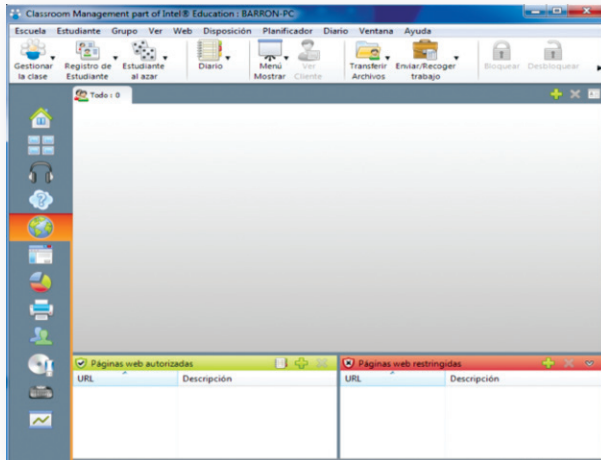 Classroom Management part of Intel® Education : BARRON-PC
Escuela Estudiante Grupo Ver Web Disposición Planificador Diario Ventana Ayuda
Gestionar la clase
Registro de Estudiante
Estudiante al azar
Diario
Menú Mostrar
Ver Cliente
Transferir Archivos
Enviar/Recoger trabajo
Bloquear
Desbloquear
Todo : 0
Páginas web autorizadas
URL Descripción
Páginas web restringidas
URL Descripción